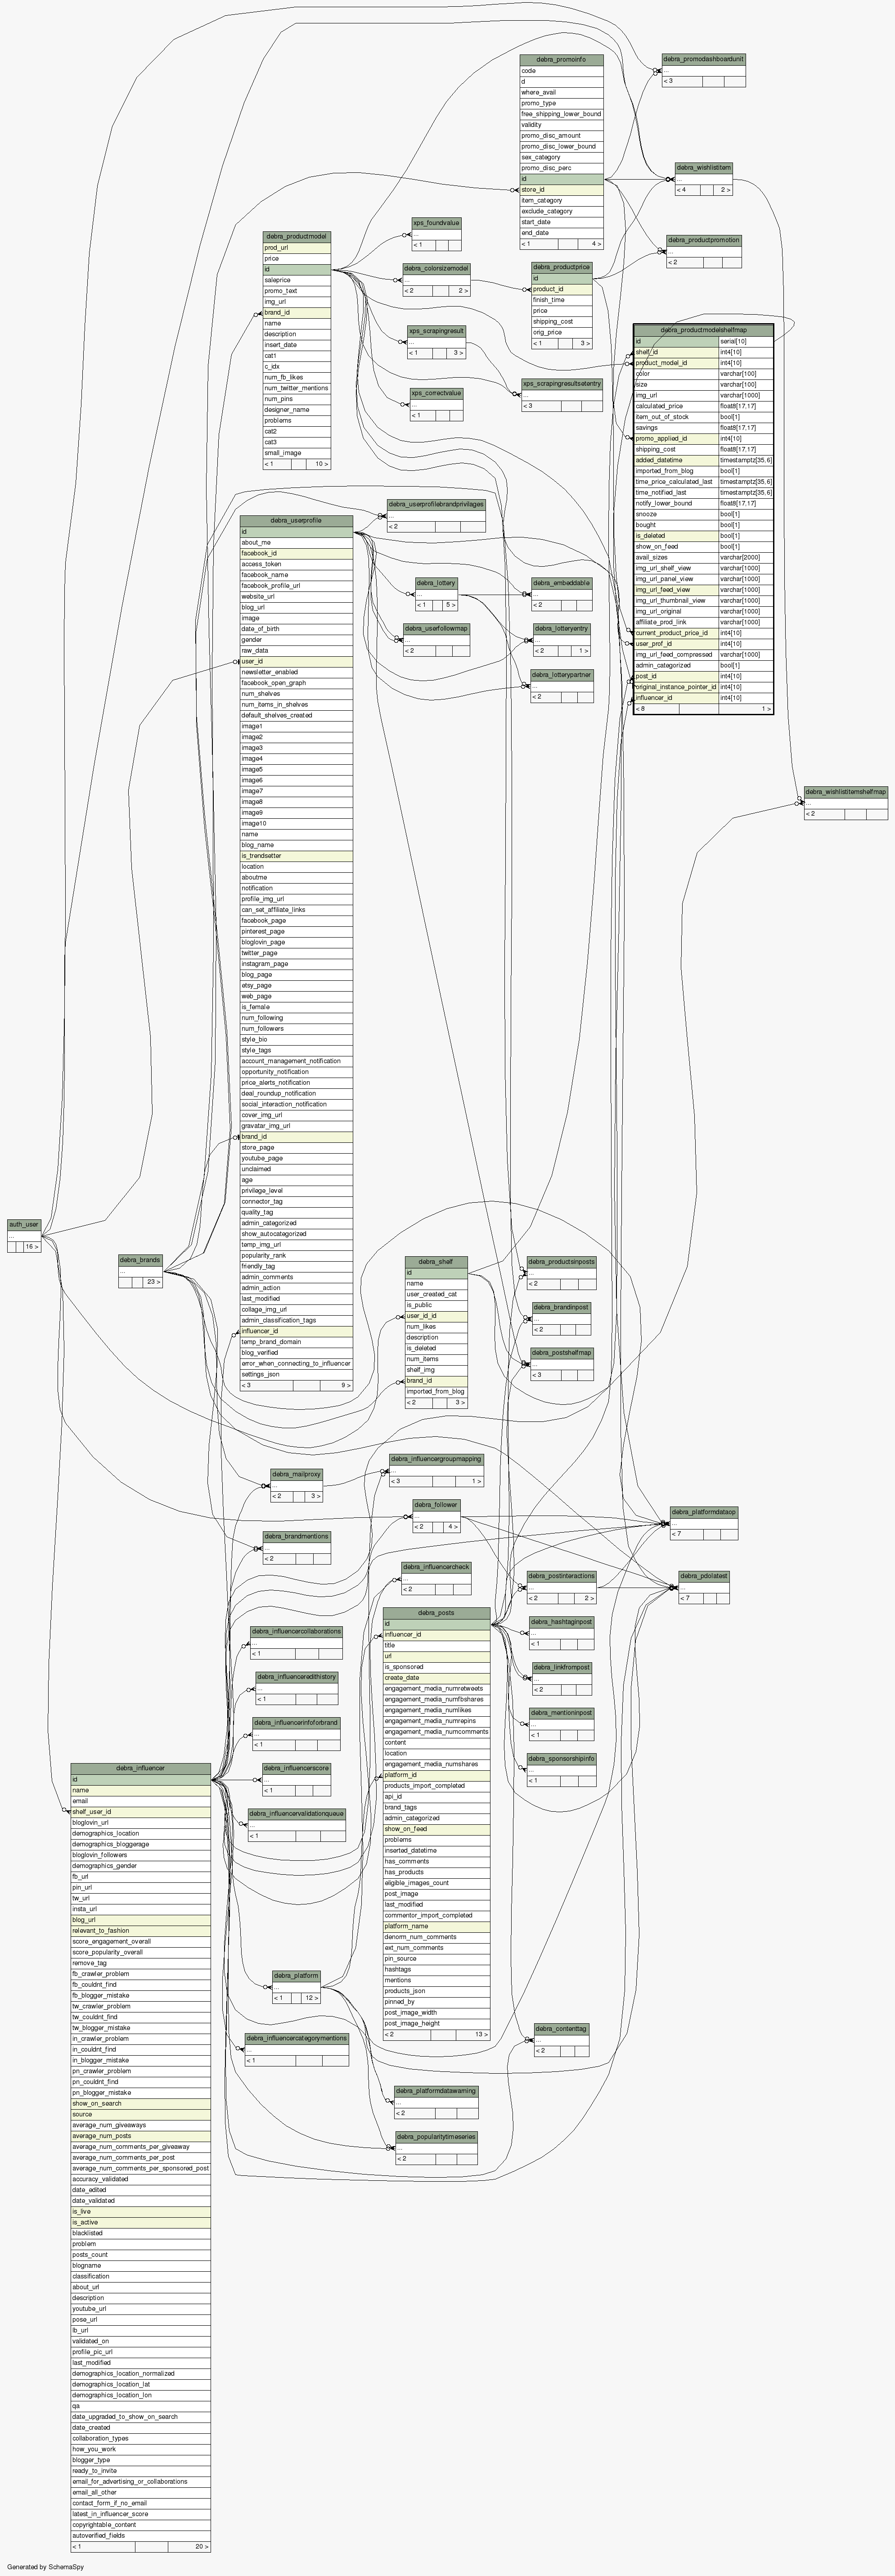 debra_promoinfo
code
d
where_avail
promo_type
free_shipping_lower_bound
validity
promo_disc_amount
promo_disc_lower_bound
sex_category
promo_disc_perc
id
store_id
item_category
exclude_category
start_date
end_date
< 1 4 >
debra_promodashboardunit
...
< 3
debra_wishlistitem
...
< 4 2 >
debra_productpromotion
...
< 2
xps_foundvalue
...
< 1
debra_productmodel
prod_url
price
id
saleprice
promo_text
img_url
brand_id
name
description
insert_date
cat1
c_idx
num_fb_likes
num_twitter_mentions
num_pins
designer_name
problems
cat2
cat3
small_image
< 1 10 >
debra_colorsizemodel
...
< 2 2 >
debra_productprice
id
product_id
finish_time
price
shipping_cost
orig_price
< 1 3 >
xps_scrapingresult
...
< 1 3 >
xps_scrapingresultsetentry
...
< 3
xps_correctvalue
...
< 1
debra_productmodelshelfmap
id serial[10]
shelf_id int4[10]
product_model_id int4[10]
color varchar[100]
size varchar[100]
img_url varchar[1000]
calculated_price float8[17,17]
item_out_of_stock bool[1]
savings float8[17,17]
promo_applied_id int4[10]
shipping_cost float8[17,17]
added_datetime timestamptz[35,6]
imported_from_blog bool[1]
time_price_calculated_last timestamptz[35,6]
time_notified_last timestamptz[35,6]
notify_lower_bound float8[17,17]
snooze bool[1]
bought bool[1]
is_deleted bool[1]
show_on_feed bool[1]
avail_sizes varchar[2000]
img_url_shelf_view varchar[1000]
img_url_panel_view varchar[1000]
img_url_feed_view varchar[1000]
img_url_thumbnail_view varchar[1000]
img_url_original varchar[1000]
affiliate_prod_link varchar[1000]
current_product_price_id int4[10]
user_prof_id int4[10]
img_url_feed_compressed varchar[1000]
admin_categorized bool[1]
post_id int4[10]
original_instance_pointer_id int4[10]
influencer_id int4[10]
< 8 1 >
debra_userprofilebrandprivilages
...
< 2
debra_userprofile
id
about_me
facebook_id
access_token
facebook_name
facebook_profile_url
website_url
blog_url
image
date_of_birth
gender
raw_data
user_id
newsletter_enabled
facebook_open_graph
num_shelves
num_items_in_shelves
default_shelves_created
image1
image2
image3
image4
image5
image6
image7
image8
image9
image10
name
blog_name
is_trendsetter
location
aboutme
notification
profile_img_url
can_set_affiliate_links
facebook_page
pinterest_page
bloglovin_page
twitter_page
instagram_page
blog_page
etsy_page
web_page
is_female
num_following
num_followers
style_bio
style_tags
account_management_notification
opportunity_notification
price_alerts_notification
deal_roundup_notification
social_interaction_notification
cover_img_url
gravatar_img_url
brand_id
store_page
youtube_page
unclaimed
age
privilege_level
connector_tag
quality_tag
admin_categorized
show_autocategorized
temp_img_url
popularity_rank
friendly_tag
admin_comments
admin_action
last_modified
collage_img_url
admin_classification_tags
influencer_id
temp_brand_domain
blog_verified
error_when_connecting_to_influencer
settings_json
< 3 9 >
debra_lottery
...
< 1 5 >
debra_embeddable
...
< 2
debra_userfollowmap
...
< 2
debra_lotteryentry
...
< 2 1 >
debra_lotterypartner
...
< 2
debra_wishlistitemshelfmap
...
< 2
auth_user
...
16 >
debra_brands
...
23 >
debra_shelf
id
name
user_created_cat
is_public
user_id_id
num_likes
description
is_deleted
num_items
shelf_img
brand_id
imported_from_blog
< 2 3 >
debra_productsinposts
...
< 2
debra_brandinpost
...
< 2
debra_postshelfmap
...
< 3
debra_influencergroupmapping
...
< 3 1 >
debra_mailproxy
...
< 2 3 >
debra_follower
...
< 2 4 >
debra_platformdataop
...
< 7
debra_brandmentions
...
< 2
debra_influencercheck
...
< 2
debra_postinteractions
...
< 2 2 >
debra_pdolatest
...
< 7
debra_posts
id
influencer_id
title
url
is_sponsored
create_date
engagement_media_numretweets
engagement_media_numfbshares
engagement_media_numlikes
engagement_media_numrepins
engagement_media_numcomments
content
location
engagement_media_numshares
platform_id
products_import_completed
api_id
brand_tags
admin_categorized
show_on_feed
problems
inserted_datetime
has_comments
has_products
eligible_images_count
post_image
last_modified
commentor_import_completed
platform_name
denorm_num_comments
ext_num_comments
pin_source
hashtags
mentions
products_json
pinned_by
post_image_width
post_image_height
< 2 13 >
debra_hashtaginpost
...
< 1
debra_linkfrompost
...
< 2
debra_mentioninpost
...
< 1
debra_sponsorshipinfo
...
< 1
debra_influencercollaborations
...
< 1
debra_influenceredithistory
...
< 1
debra_influencerinfoforbrand
...
< 1
debra_influencerscore
...
< 1
debra_influencervalidationqueue
...
< 1
debra_influencer
id
name
email
shelf_user_id
bloglovin_url
demographics_location
demographics_bloggerage
bloglovin_followers
demographics_gender
fb_url
pin_url
tw_url
insta_url
blog_url
relevant_to_fashion
score_engagement_overall
score_popularity_overall
remove_tag
fb_crawler_problem
fb_couldnt_find
fb_blogger_mistake
tw_crawler_problem
tw_couldnt_find
tw_blogger_mistake
in_crawler_problem
in_couldnt_find
in_blogger_mistake
pn_crawler_problem
pn_couldnt_find
pn_blogger_mistake
show_on_search
source
average_num_giveaways
average_num_posts
average_num_comments_per_giveaway
average_num_comments_per_post
average_num_comments_per_sponsored_post
accuracy_validated
date_edited
date_validated
is_live
is_active
blacklisted
problem
posts_count
blogname
classification
about_url
description
youtube_url
pose_url
lb_url
validated_on
profile_pic_url
last_modified
demographics_location_normalized
demographics_location_lat
demographics_location_lon
qa
date_upgraded_to_show_on_search
date_created
collaboration_types
how_you_work
blogger_type
ready_to_invite
email_for_advertising_or_collaborations
email_all_other
contact_form_if_no_email
latest_in_influencer_score
copyrightable_content
autoverified_fields
< 1 20 >
debra_platform
...
< 1 12 >
debra_contenttag
...
< 2
debra_influencercategorymentions
...
< 1
debra_platformdatawarning
...
< 2
debra_popularitytimeseries
...
< 2
Generated by SchemaSpy